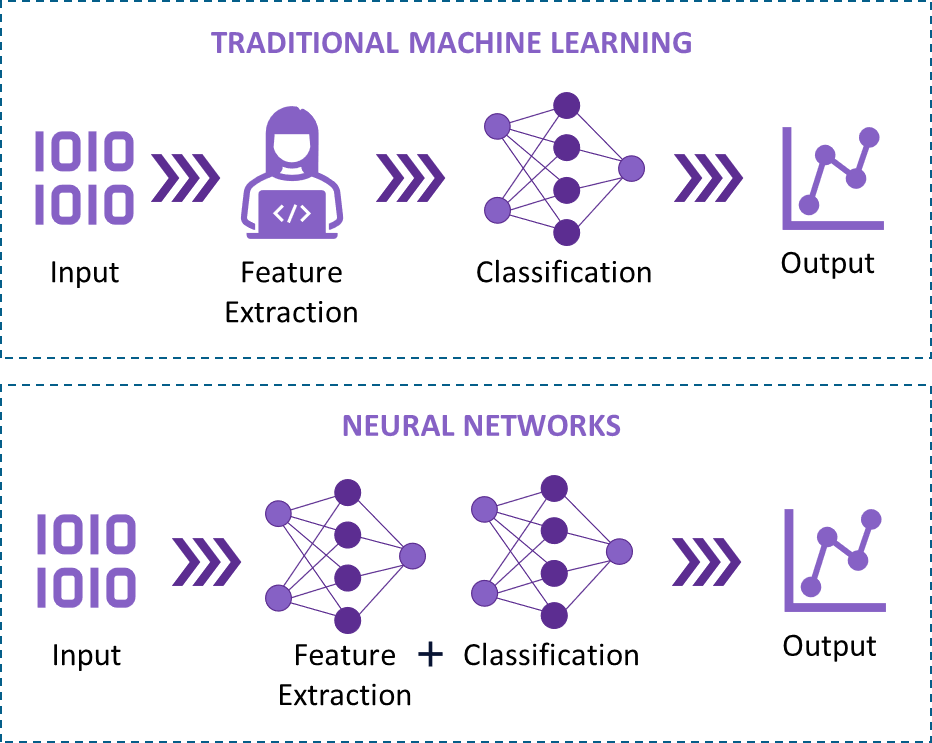 TRADITIONAL MACHINE LEARNING
1010
1010
</>
Input
Feature
Extraction
Classification
Output
NEURAL NETWORKS
1010
1010
Input
Feature + Classification
Extraction
Output